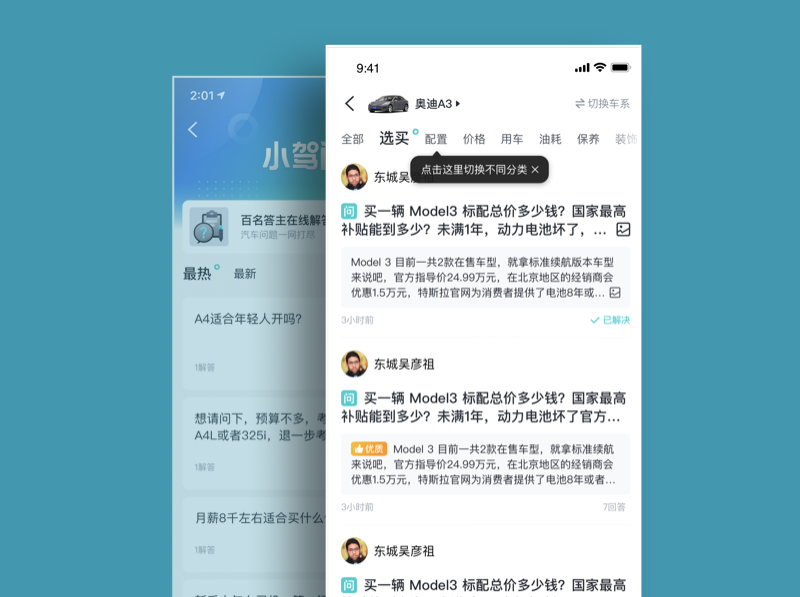 2:01
小驾
百名答主在线解答
汽车问题一网打尽
最热
最新
A4适合年轻人开吗?
1解答
想请问下，预算不多，考
A4L或者325i，退一步考
1解答
月薪8千左右适合买什么
1解答
9:41
奥迪A3
切换车系
全部 选买 配置 价格 用车 油耗 保养 装饰
点击这里切换不同分类
东城吴彦祖
问 买一辆 Model3 标配总价多少钱？国家最高
补贴能到多少？未满1年，动力电池坏了，...
Model 3 目前一共2款在售车型，就拿标准续航版本车型
来说吧，官方指导价24.99万元，在北京地区的经销商会
优惠1.5万元，特斯拉官网为消费者提供了电池8年或...
3小时前
已解决
东城吴彦祖
问 买一辆 Model3 标配总价多少钱？国家最高
补贴能到多少？未满1年，动力电池坏了官方...
优质 Model 3 目前一共2款在售车型，就拿标准续航
来说吧，官方指导价24.99万元，在北京地区的经销商会
优惠1.5万元，特斯拉官网为消费者提供了电池8年或者...
3小时前
7回答
东城吴彦祖
问 买一辆 Model3 标配总价多少钱？国家最高